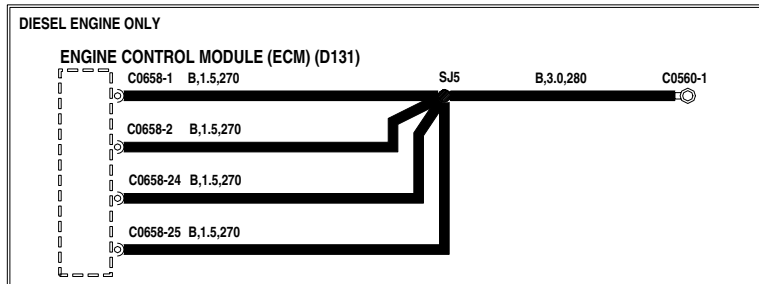 DIESEL ENGINE ONLY
ENGINE CONTROL MODULE (ECM) (D131)
C0658-1 B,1.5,270 SJ5 B,3.0,280 C0560-1
C0658-2 B,1.5,270
C0658-24 B,1.5,270
C0658-25 B,1.5,270